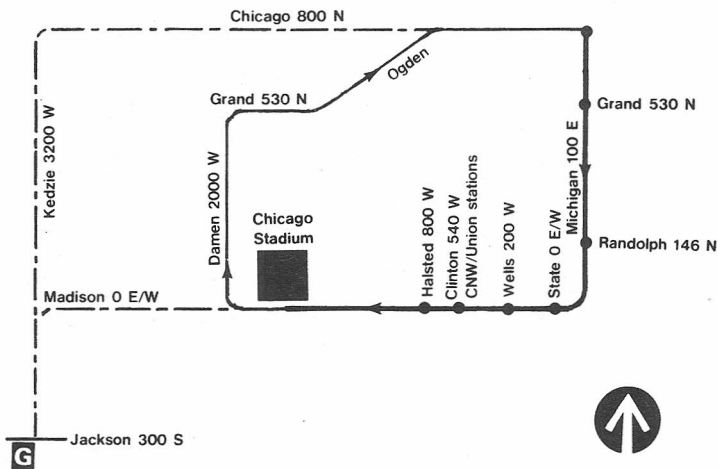 Chicago 800 N
Ogden
Grand 530 N
Grand 530 N
Kedzie 3200 W
Damen 2000 W
Michigan 100 E
Chicago
Stadium
Halsted 800 W
Clinton 540 W
CNW/Union stations
Wells 200 W
State 0 E/W
Randolph 146 N
Madison 0 E/W
Jackson 300 S
G